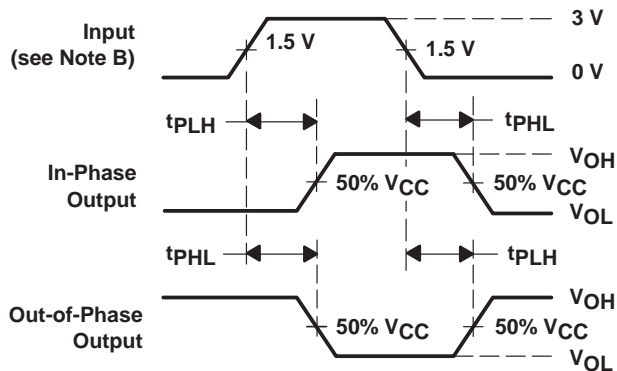 3 V
Input
(see Note B)
1.5 V
1.5 V
0 V
tPLH
tPHL
In-Phase
Output
VOH
50% VCC
50% VCC
VOL
tPHL
tPLH
Out-of-Phase
Output
VOH
50% VCC
50% VCC
VOL